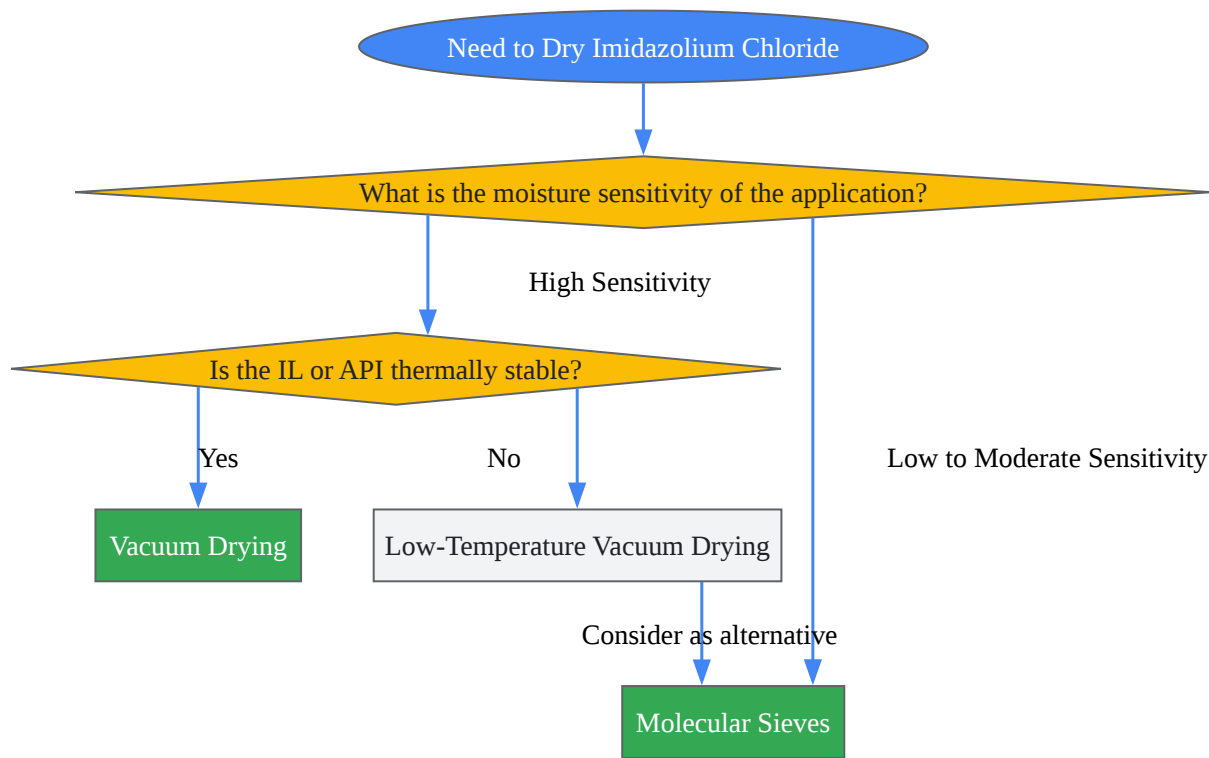 Need to Dry Imidazolium Chloride
What is the moisture sensitivity of the application?
High Sensitivity
Is the IL or API thermally stable?
Yes
No
Low to Moderate Sensitivity
Vacuum Drying
Low-Temperature Vacuum Drying
Consider as alternative
Molecular Sieves